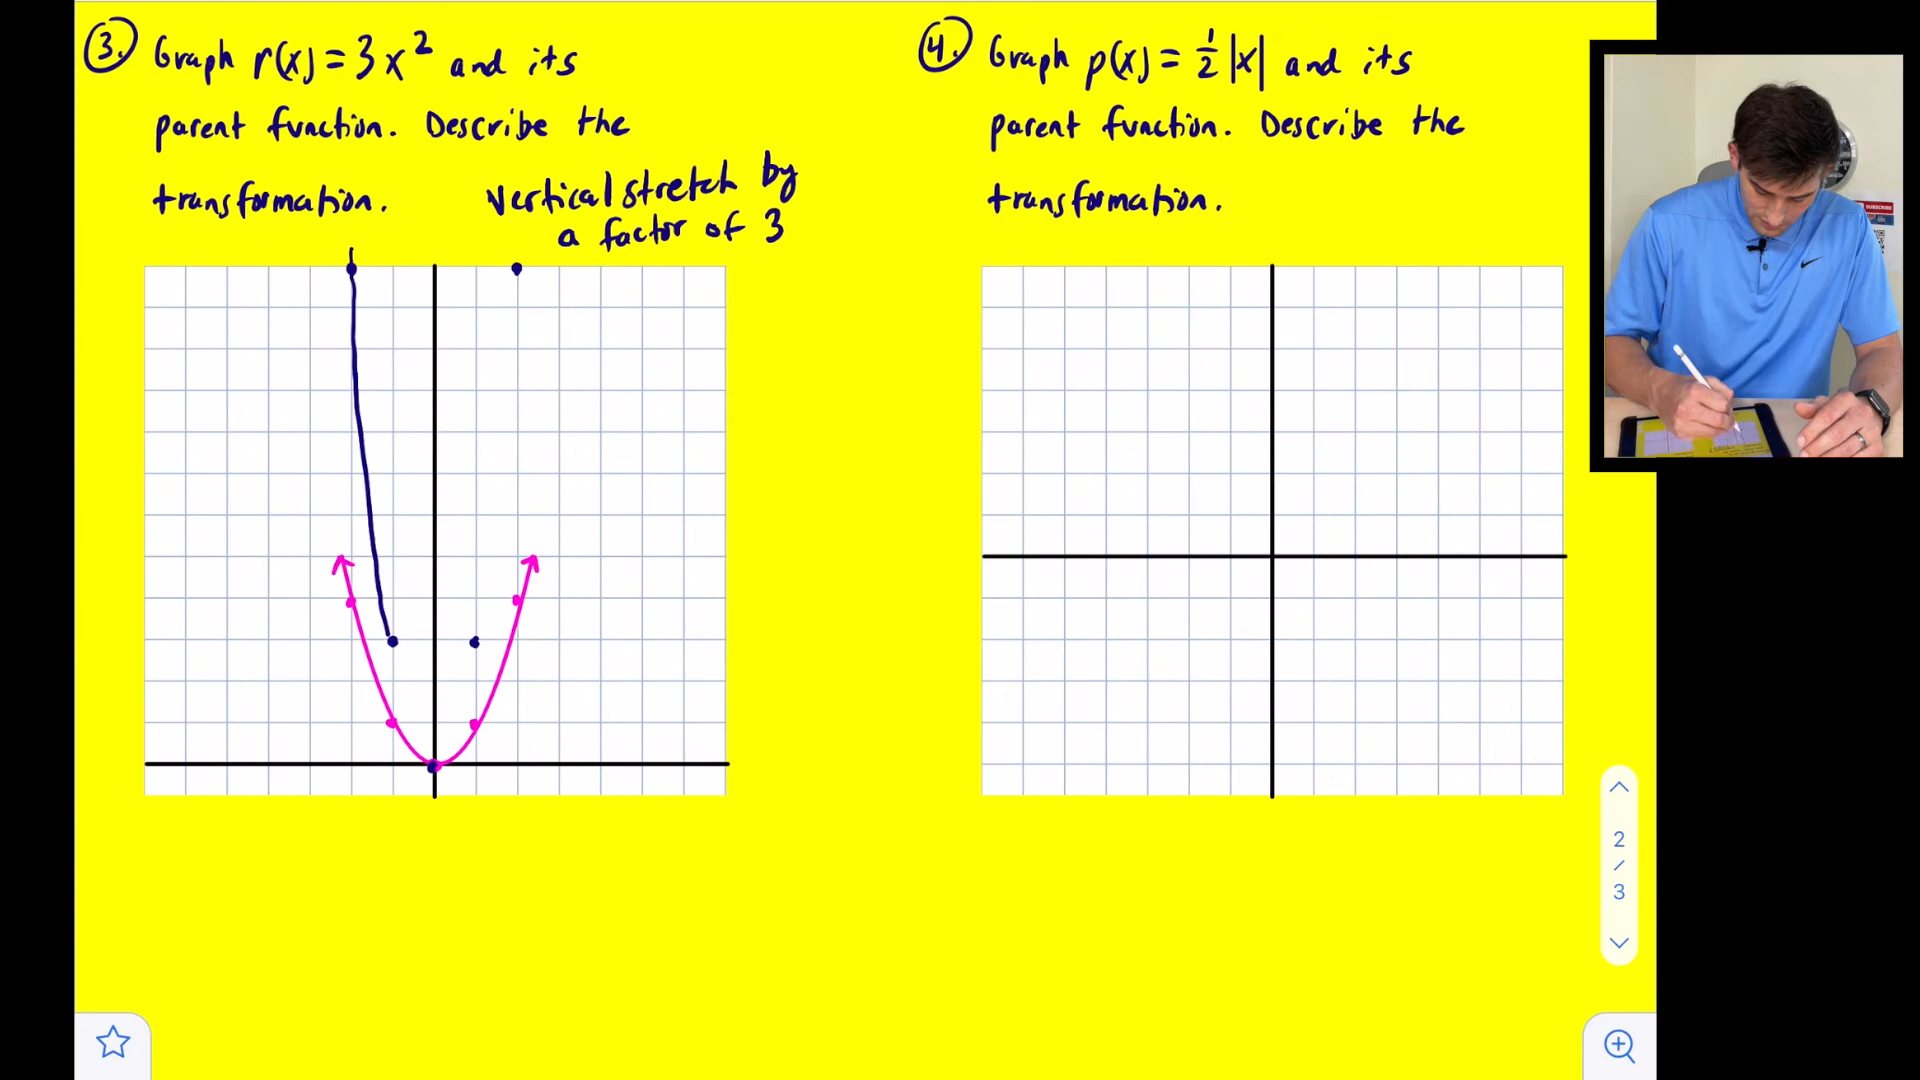 3. Graph r(x) = 3x² and its
parent function. Describe the
transformation.
Vertical stretch by
a factor of 3
4. Graph p(x) = ½|x| and its
parent function. Describe the
transformation.
SUBSCRIBE
2
/
3